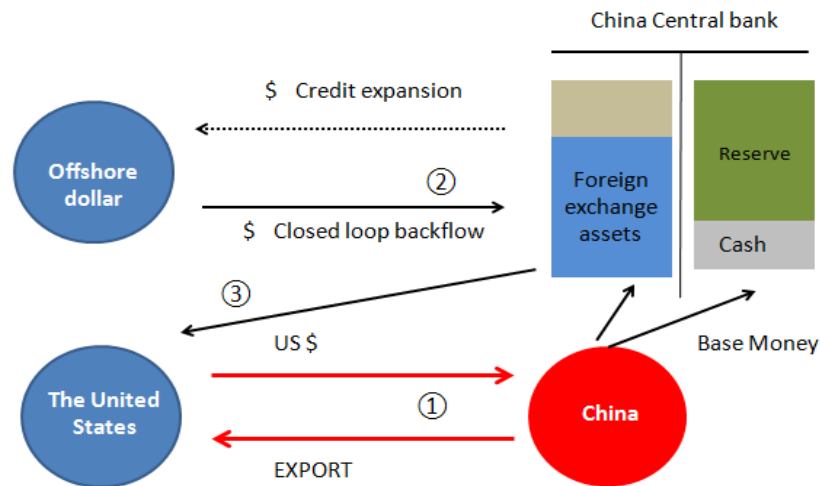 China Central bank
$ Credit expansion
Offshore
dollar
②
$ Closed loop backflow
Foreign
exchange
assets
Reserve
Cash
③
US $
Base Money
The United
States
①
China
EXPORT